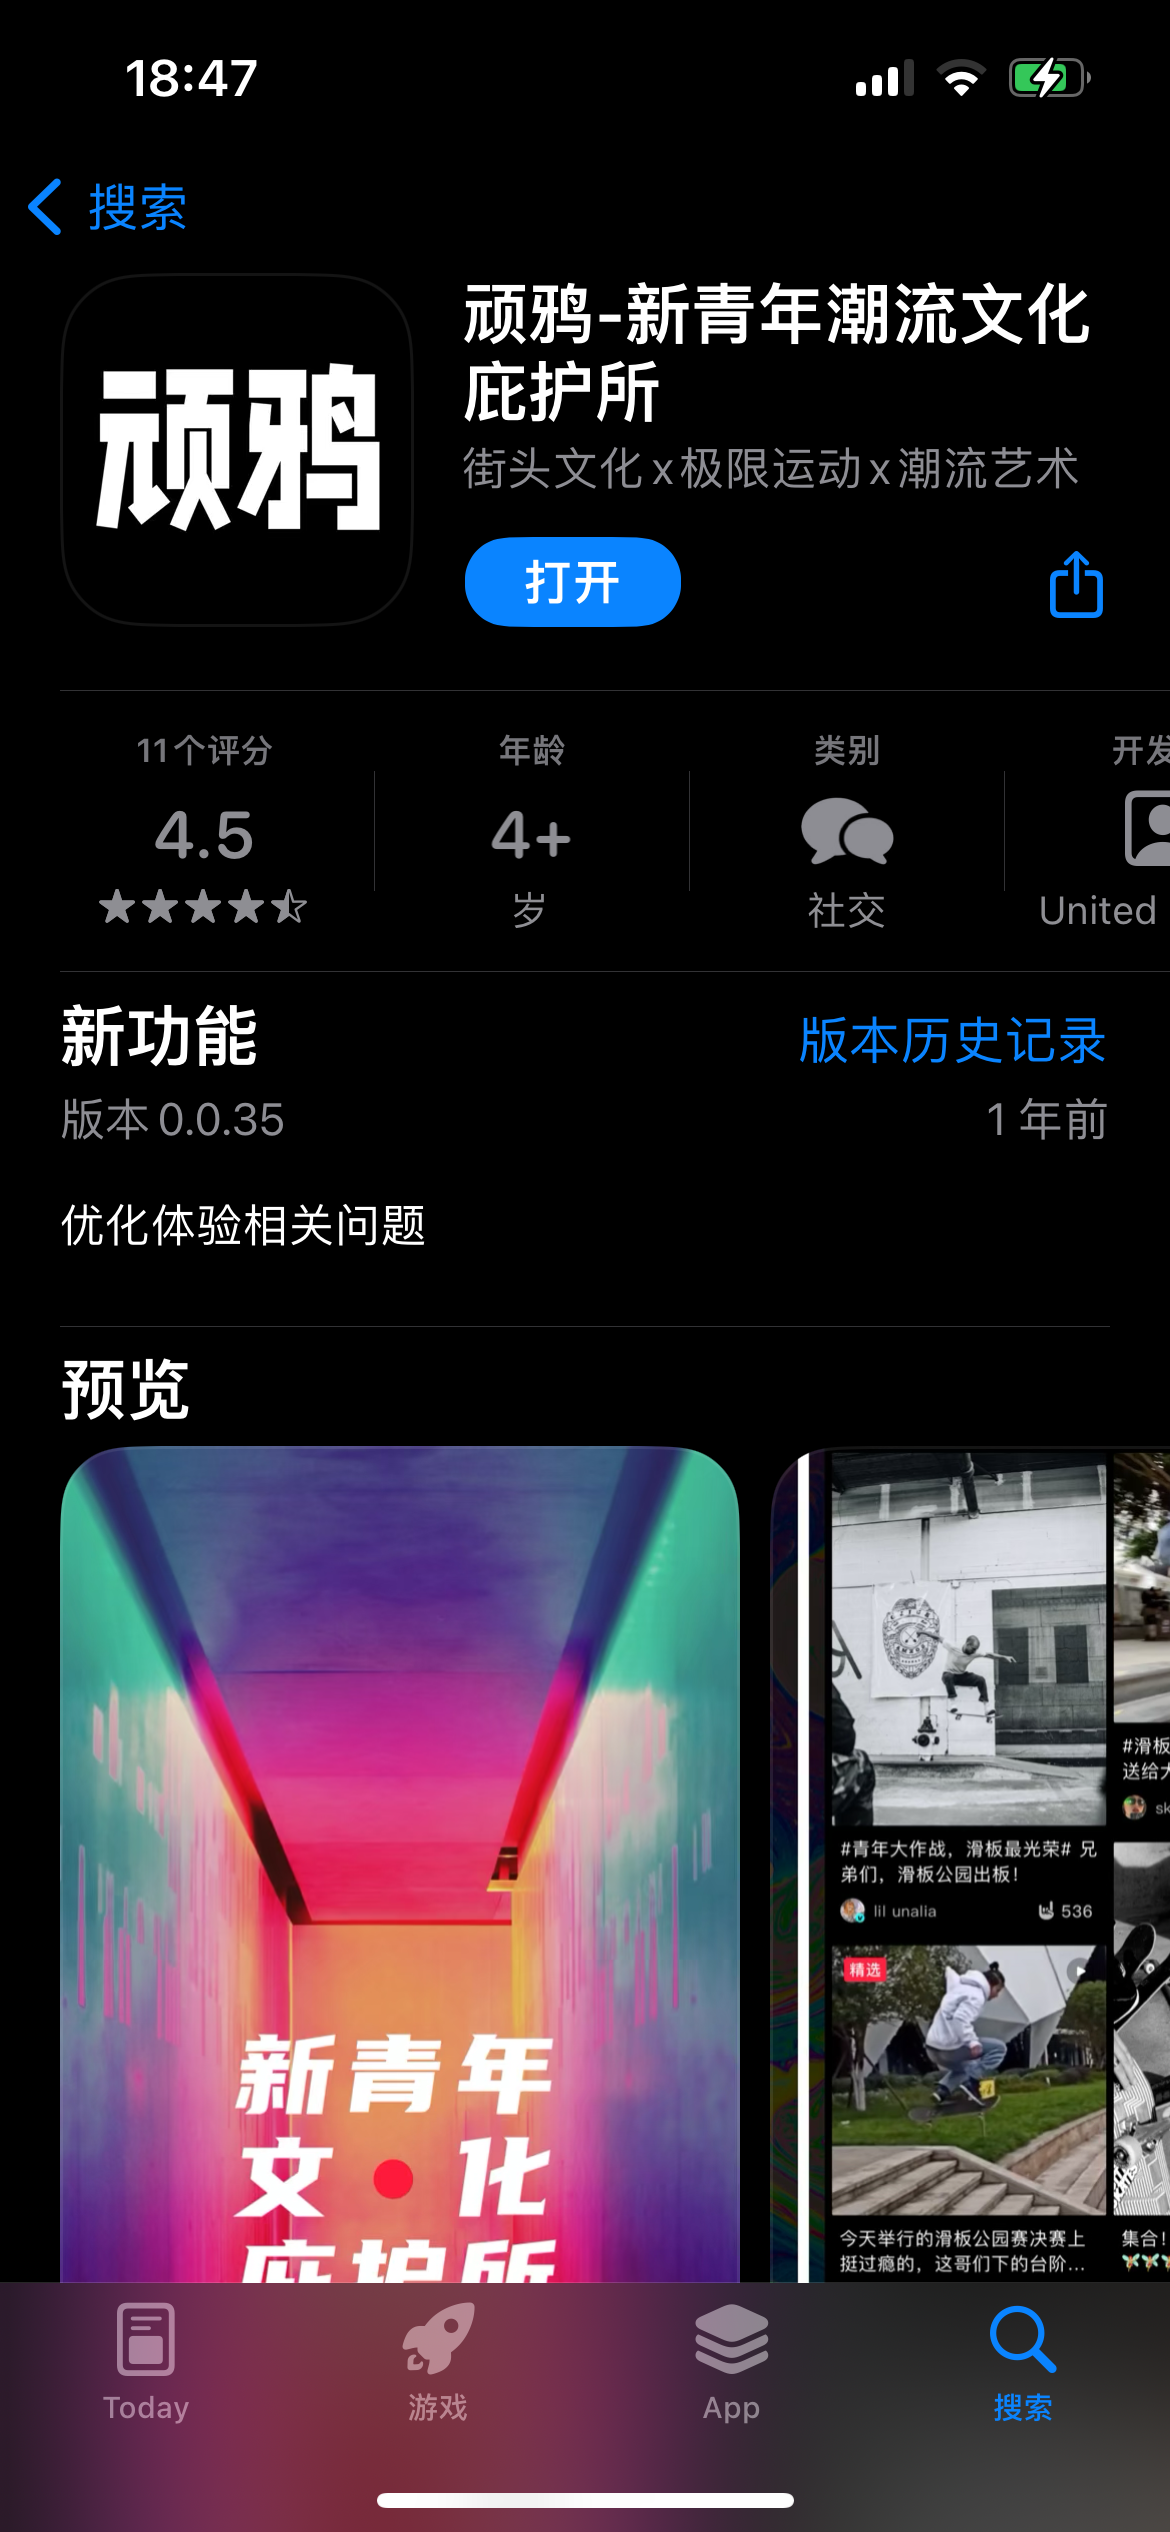 18:47
搜索
顽鸦
顽鸦-新青年潮流文化
庇护所
街头文化x极限运动x潮流艺术
打开
11个评分
4.5
年龄
4+
岁
类别
社交
开发
United
新功能
版本历史记录
版本 0.0.35
1 年前
优化体验相关问题
预览
新青年
文●化
庇护所
#青年大作战，滑板最光荣# 兄
弟们，滑板公园出板！
lil unalia
536
精选
今天举行的滑板公园赛决赛上
挺过瘾的，这哥们下的台阶...
#滑板
送给大
sk
集合！
Today
游戏
App
搜索